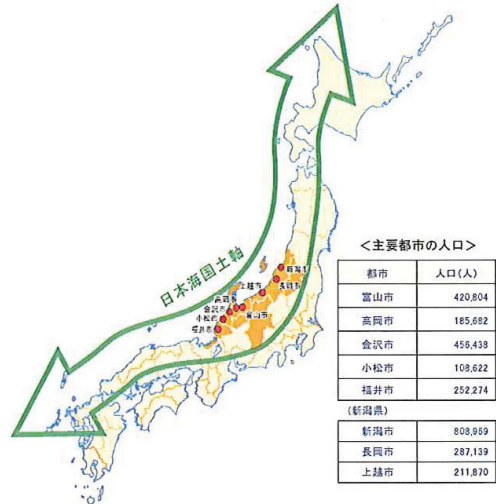 日本海国土軸
新潟市
長岡市
上越市
高岡市
富山市
金沢市
小松市
福井市
<主要都市の人口>
都市 人口(人)
富山市 420,804
高岡市 185,682
金沢市 456,438
小松市 108,622
福井市 252,274
(新潟県)
新潟市 808,969
長岡市 287,139
上越市 211,870